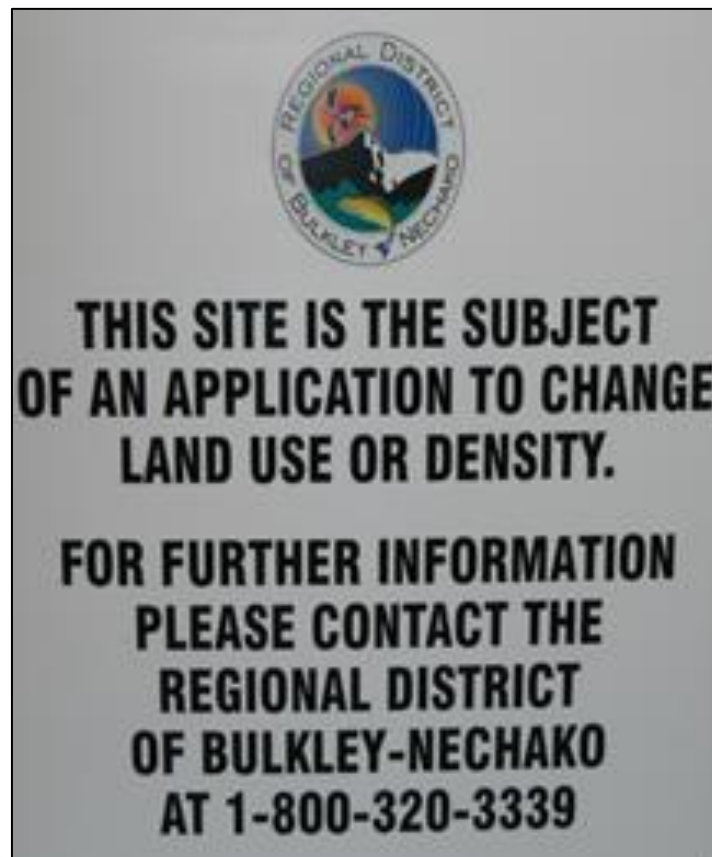 REGIONAL DISTRICT
OF BULKLEY NECHAKO
THIS SITE IS THE SUBJECT
OF AN APPLICATION TO CHANGE
LAND USE OR DENSITY.
FOR FURTHER INFORMATION
PLEASE CONTACT THE
REGIONAL DISTRICT
OF BULKLEY-NECHAKO
AT 1-800-320-3339